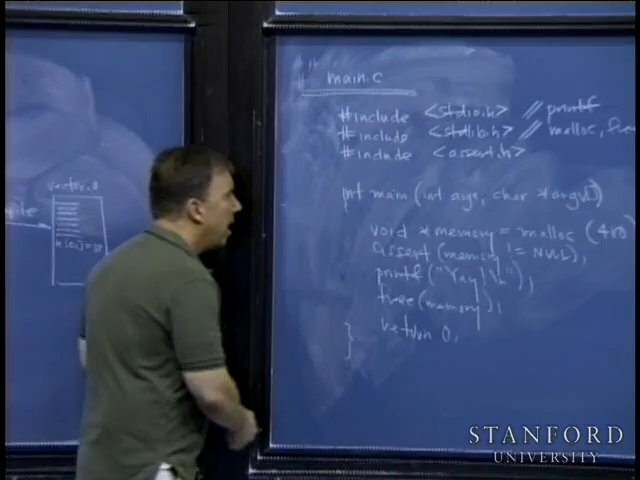 vector.o
main.c
#include <stdio.h> // printf
#include <stdlib.h> // malloc, free
#include <assert.h>
int main (int argc, char *argv[])
void *memory = malloc (400
assert (memory != NULL);
printf ("Yay!\n");
free (memory);
return 0;
}
STANFORD
UNIVERSITY